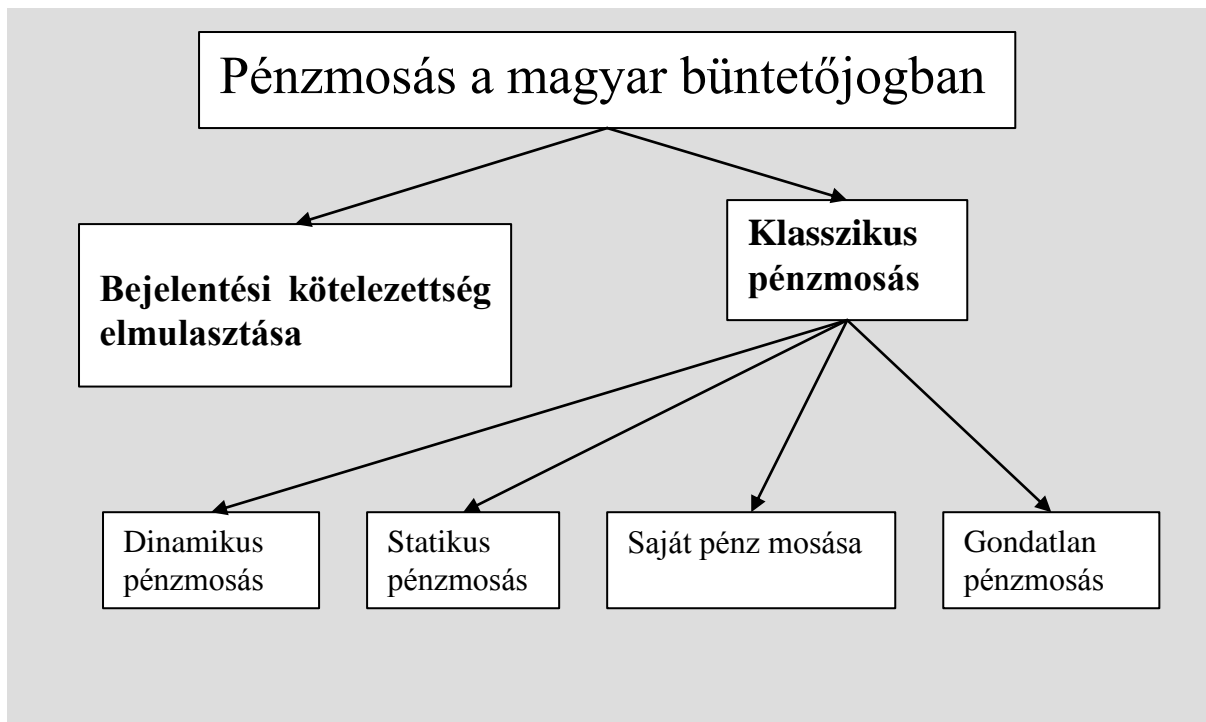 Pénzmosás a magyar büntetőjogban
Bejelentési kötelezettség
elmulasztása
Klasszikus
pénzmosás
Dinamikus
pénzmosás
Statikus
pénzmosás
Saját pénz mosása
Gondatlan
pénzmosás